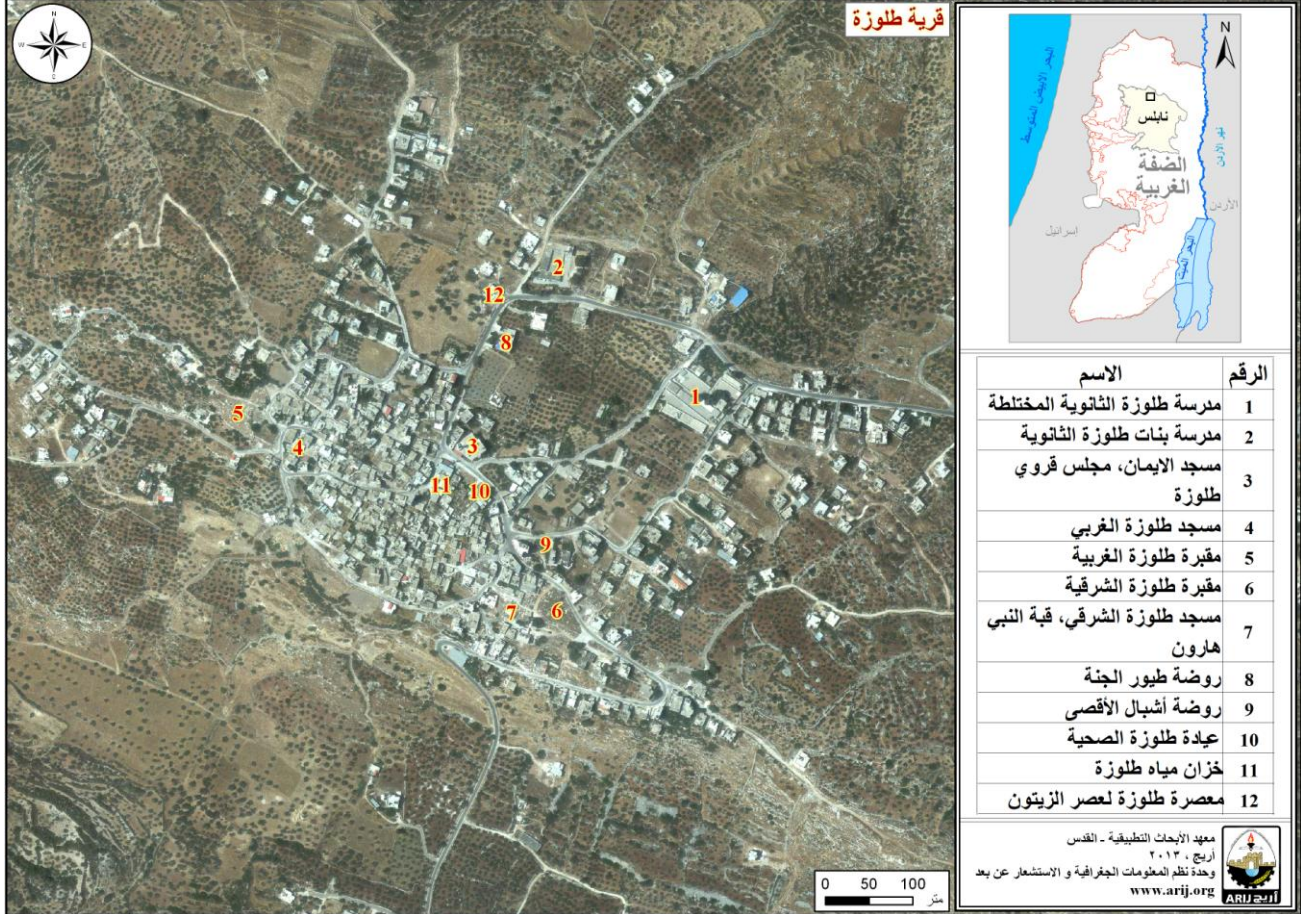 قرية طلوزة
N
W
E
S
2
12
8
1
5
4
3
11
10
9
7
6
0 50 100
متر
N
البحر الابيض المتوسط
نابلس
نهر الاردن
الضفة
الغربية
الأردن
اسرائيل
البحر الميت
الرقم الاسم
1 مدرسة طلوزة الثانوية المختلطة
2 مدرسة بنات طلوزة الثانوية
3 مسجد الايمان، مجلس قروي
طلوزة
4 مسجد طلوزة الغربي
5 مقبرة طلوزة الغربية
6 مقبرة طلوزة الشرقية
7 مسجد طلوزة الشرقي، قبة النبي
هارون
8 روضة طيور الجنة
9 روضة أشبال الأقصى
10 عيادة طلوزة الصحية
11 خزان مياه طلوزة
12 معصرة طلوزة لعصر الزيتون
معهد الأبحاث التطبيقية - القدس
أريج ، ٢٠١٣
وحدة نظم المعلومات الجغرافية و الاستشعار عن بعد
www.arij.org
ARIJ أريج